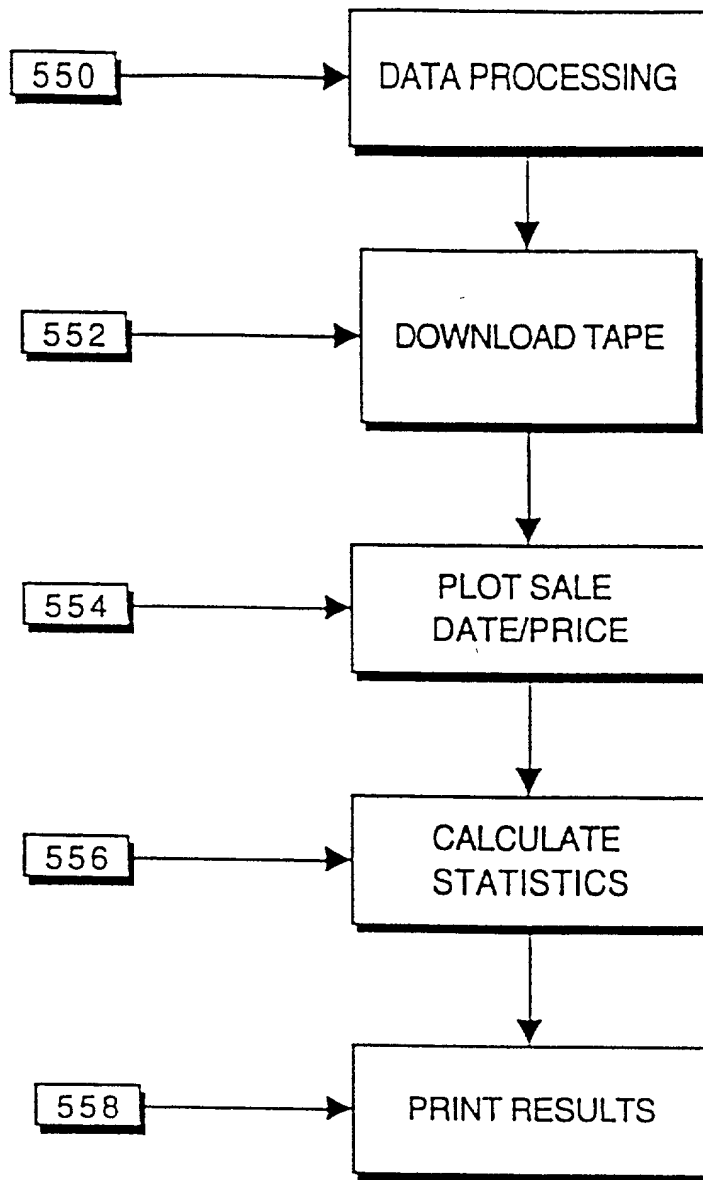 550
DATA PROCESSING
552
DOWNLOAD TAPE
554
PLOT SALE
DATE/PRICE
556
CALCULATE
STATISTICS
558
PRINT RESULTS